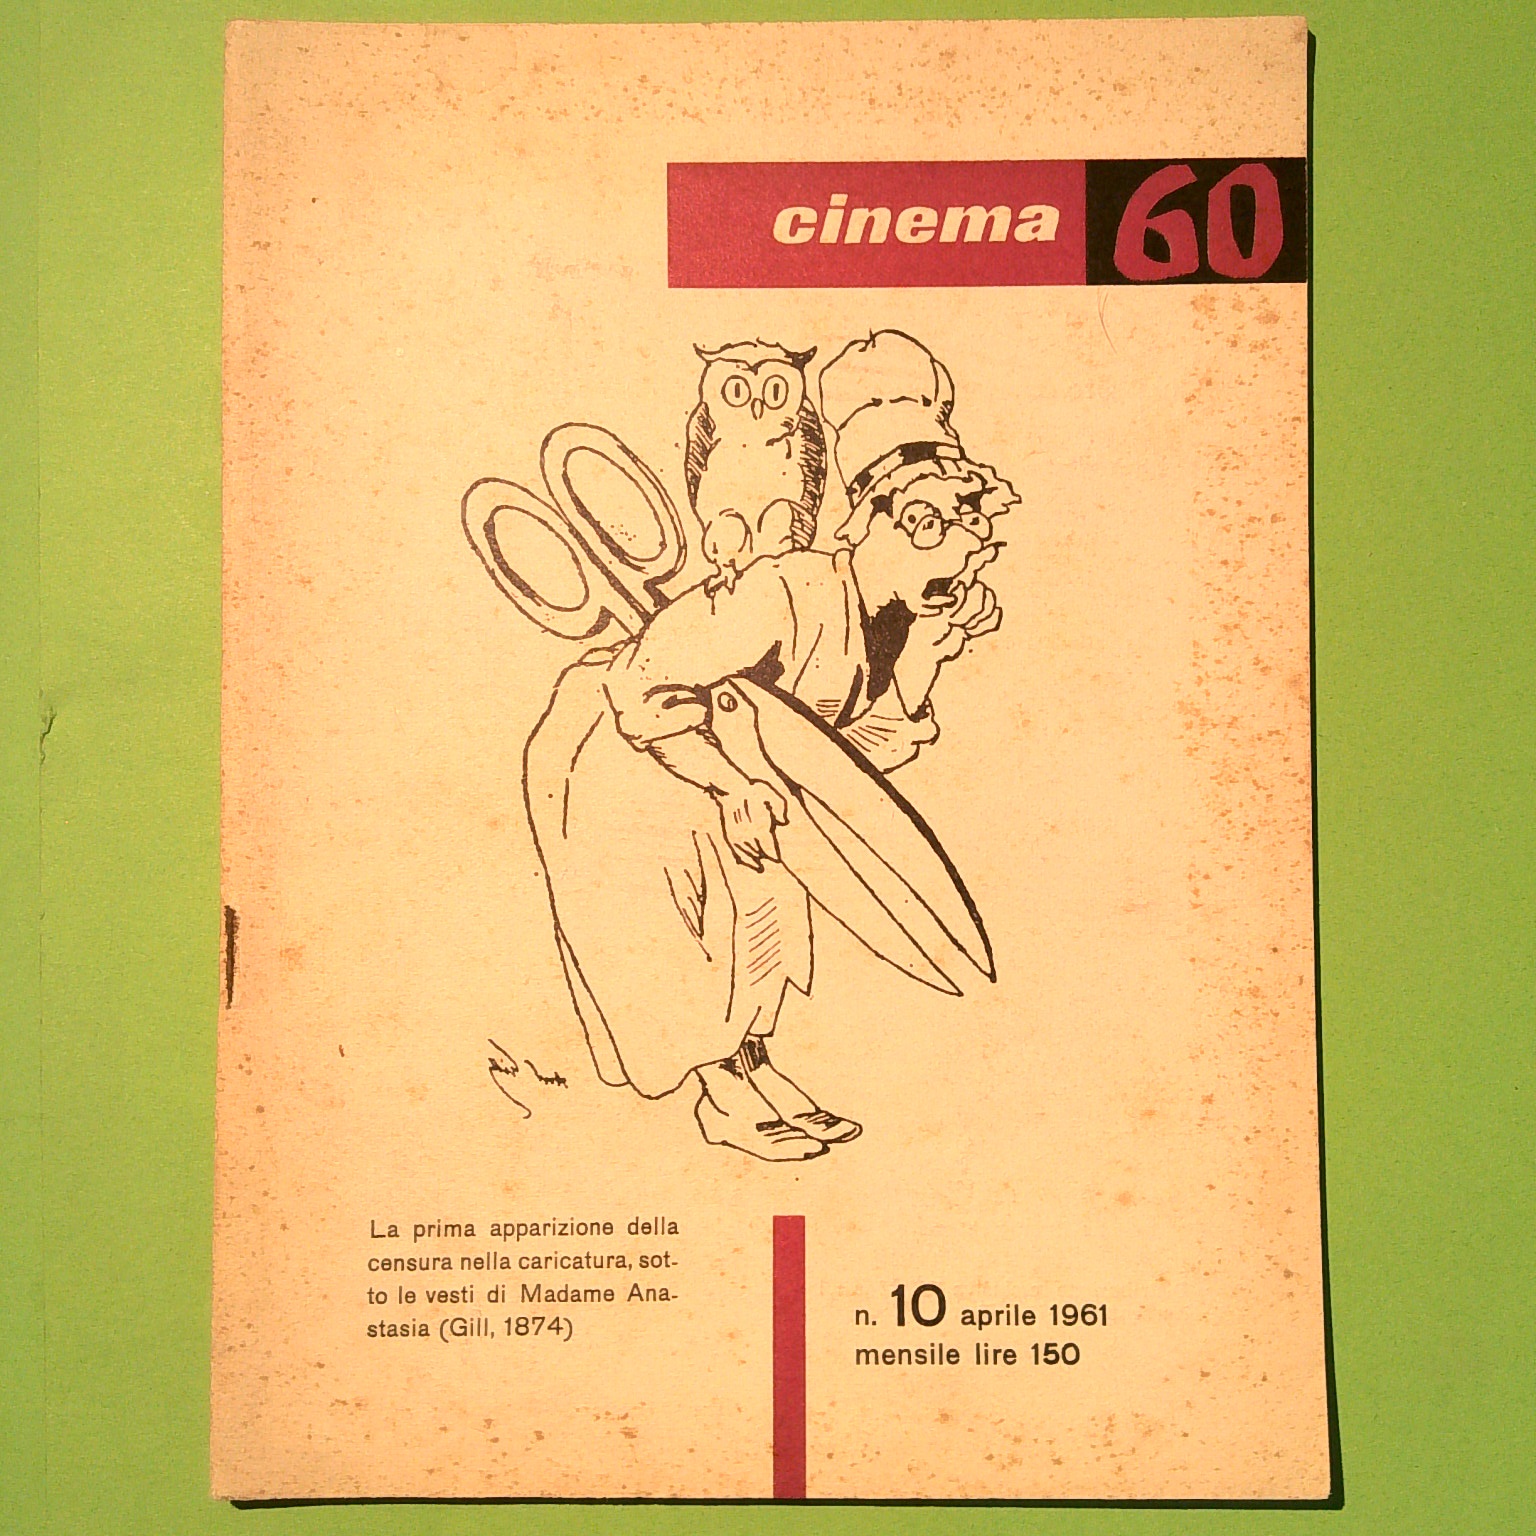 cinema 60
La prima apparizione della
censura nella caricatura, sot-
to le vesti di Madame Ana-
stasia (Gill, 1874)
n. 10 aprile 1961
mensile lire 150